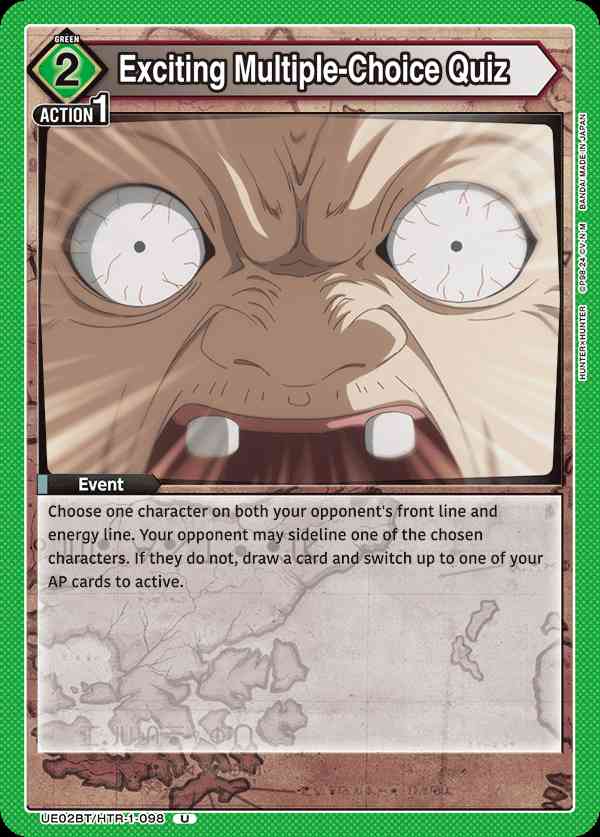 GREEN
2
Exciting Multiple-Choice Quiz
ACTION 1
HUNTER×HUNTER ©P98-24 ©V, N, M BANDAI MADE IN JAPAN
Event
Choose one character on both your opponent's front line and
energy line. Your opponent may sideline one of the chosen
characters. If they do not, draw a card and switch up to one of your
AP cards to active.
UE02BT/HTR-1-098 U